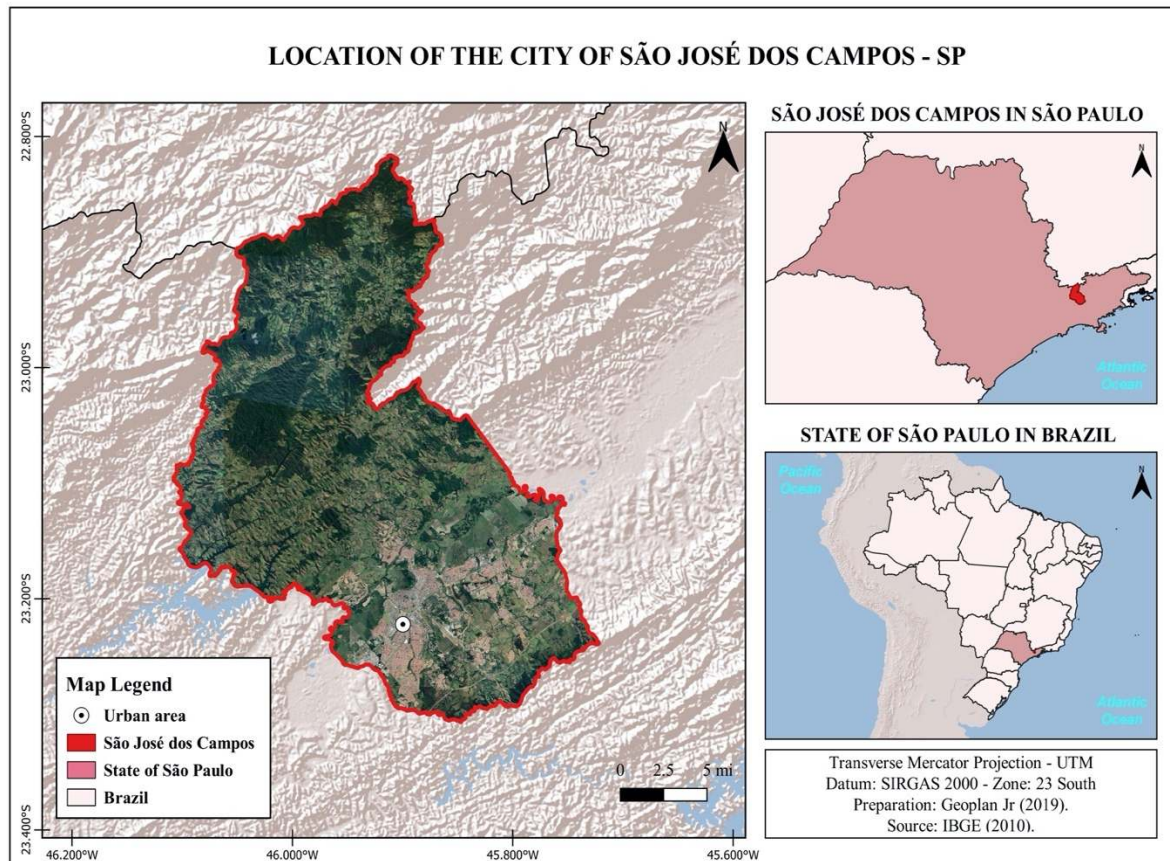 LOCATION OF THE CITY OF SÃO JOSÉ DOS CAMPOS - SP
22.800°S
23.000°S
23.200°S
23.400°S
46.200°W
46.000°W
45.800°W
45.600°W
N
Map Legend
Urban area
São José dos Campos
State of São Paulo
Brazil
0 2.5 5 mi
SÃO JOSÉ DOS CAMPOS IN SÃO PAULO
N
Atlantic
Ocean
STATE OF SÃO PAULO IN BRAZIL
Pacific
Ocean
N
Atlantic
Ocean
Transverse Mercator Projection - UTM
Datum: SIRGAS 2000 - Zone: 23 South
Preparation: Geoplan Jr (2019).
Source: IBGE (2010).